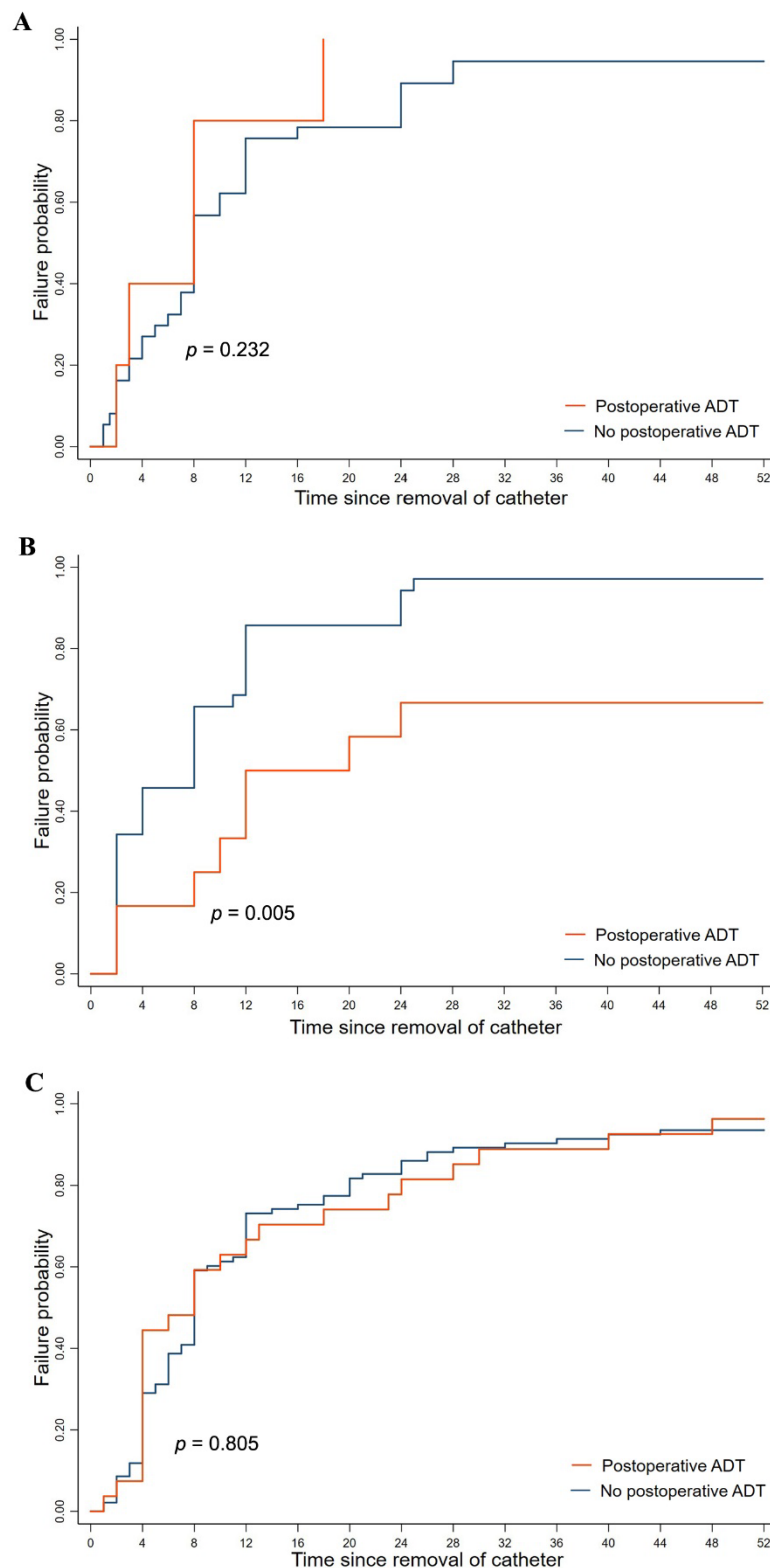 A
Failure probability
1.00
0.80
0.60
0.40
0.20
0.00
p = 0.232
Postoperative ADT
No postoperative ADT
0 4 8 12 16 20 24 28 32 36 40 44 48 52
Time since removal of catheter
B
Failure probability
1.00
0.80
0.60
0.40
0.20
0.00
p = 0.005
Postoperative ADT
No postoperative ADT
0 4 8 12 16 20 24 28 32 36 40 44 48 52
Time since removal of catheter
C
Failure probability
1.00
0.80
0.60
0.40
0.20
0.00
p = 0.805
Postoperative ADT
No postoperative ADT
0 4 8 12 16 20 24 28 32 36 40 44 48 52
Time since removal of catheter